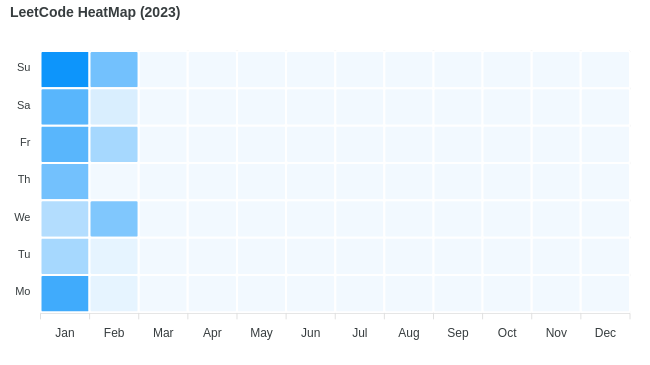 LeetCode HeatMap (2023)
Su
Sa
Fr
Th
We
Tu
Mo
Jan Feb Mar Apr May Jun Jul Aug Sep Oct Nov Dec